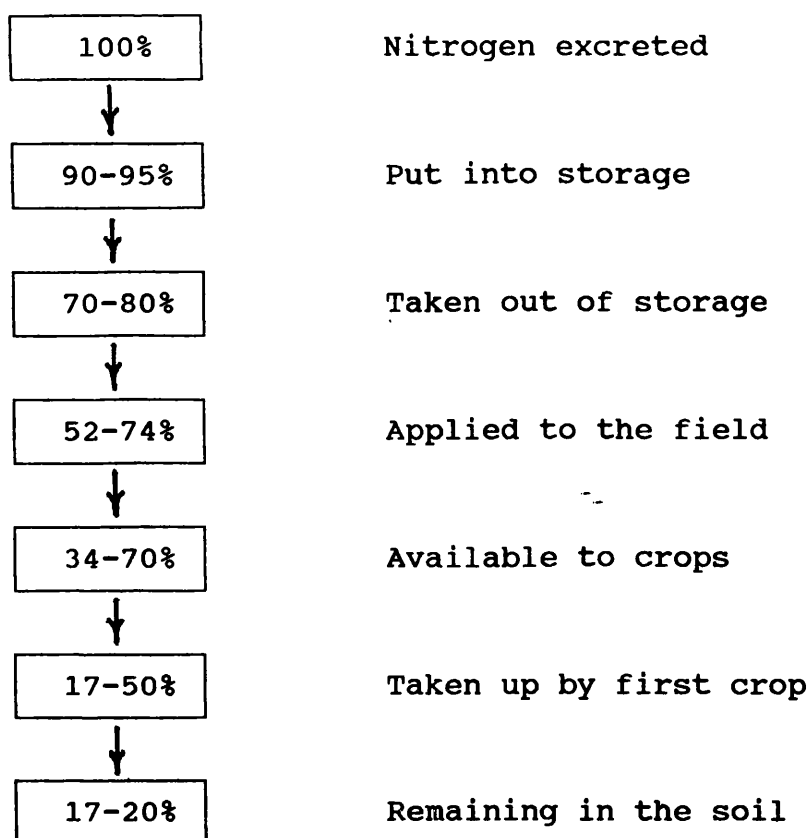 100% Nitrogen excreted
90-95% Put into storage
70-80% Taken out of storage
52-74% Applied to the field
34-70% Available to crops
17-50% Taken up by first crop
17-20% Remaining in the soil